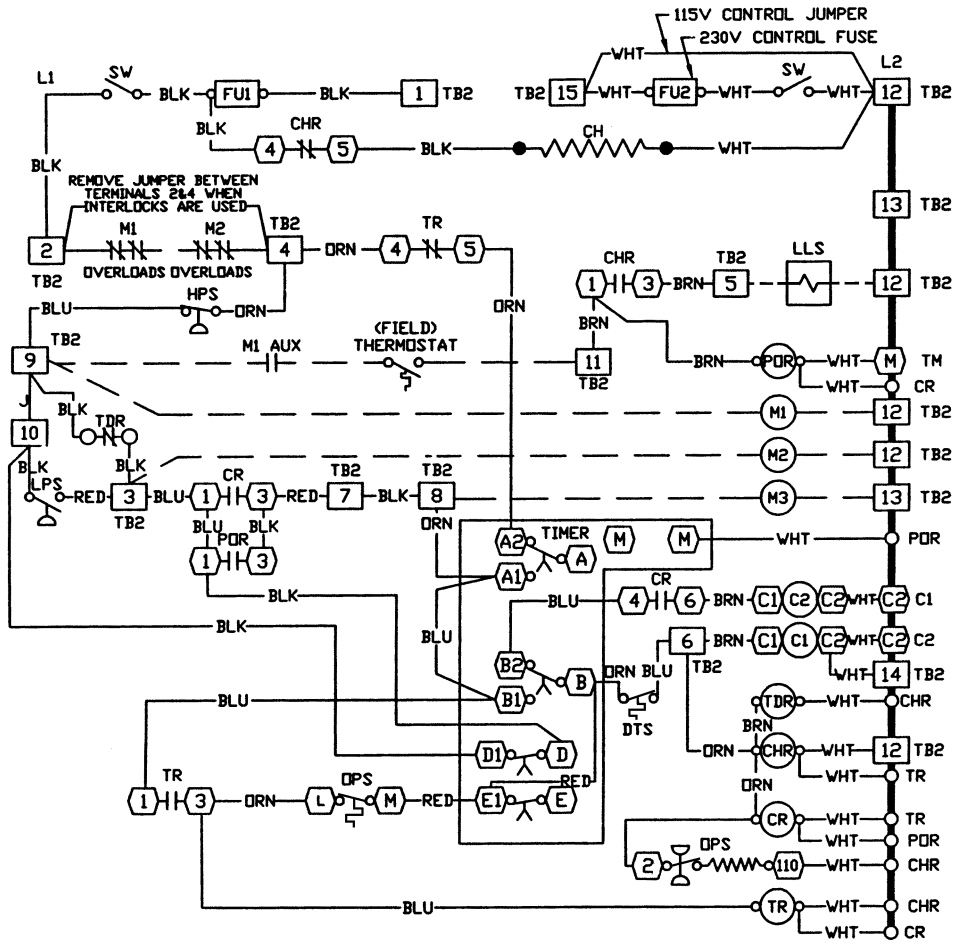 115V CONTROL JUMPER
230V CONTROL FUSE
L1 SW BLK FU1 BLK 1 TB2 TB2 15 WHT WHT FU2 WHT SW WHT L2 12 TB2
BLK CHR
4 5 BLK CH WHT
BLK
REMOVE JUMPER BETWEEN
TERMINALS 2&4 WHEN
INTERLOCKS ARE USED
13 TB2
M1 M2 TB2 TR
2 4 ORN 4 5
TB2 OVERLOADS OVERLOADS
CHR TB2 LLS
1 3 BRN 5 12 TB2
HPS
BLU ORN ORN
BRN
TB2 (FIELD)
9 M1 AUX THERMOSTAT 11 BRN POR WHT M TM
TB2
WHT CR
J BLK M1 12 TB2
10 TDR
BLK BLK M2 12 TB2
LPS RED 3 BLU 1 CR 3 RED TB2 7 BLK TB2 8 M3 13 TB2
TB2
BLU BLK ORN
POR
1 3
A2 TIMER A M M WHT POR
A1
BLK
BLU 4 CR 6 BRN C1 C2 C2 WHT C2 C1
BLK BLU
6 BRN C1 C1 C2 WHT C2 C2
TB2
B2 B ORN BLU WHT 14 TB2
BLU B1
DTS
TDR WHT CHR
BRN
D1 D ORN CHR WHT 12 TB2
WHT TR
RED
TR OPS ORN
1 3 ORN L M RED E1 E
CR WHT TR
WHT POR
OPS
2 110 WHT CHR
BLU TR WHT CHR
WHT CR